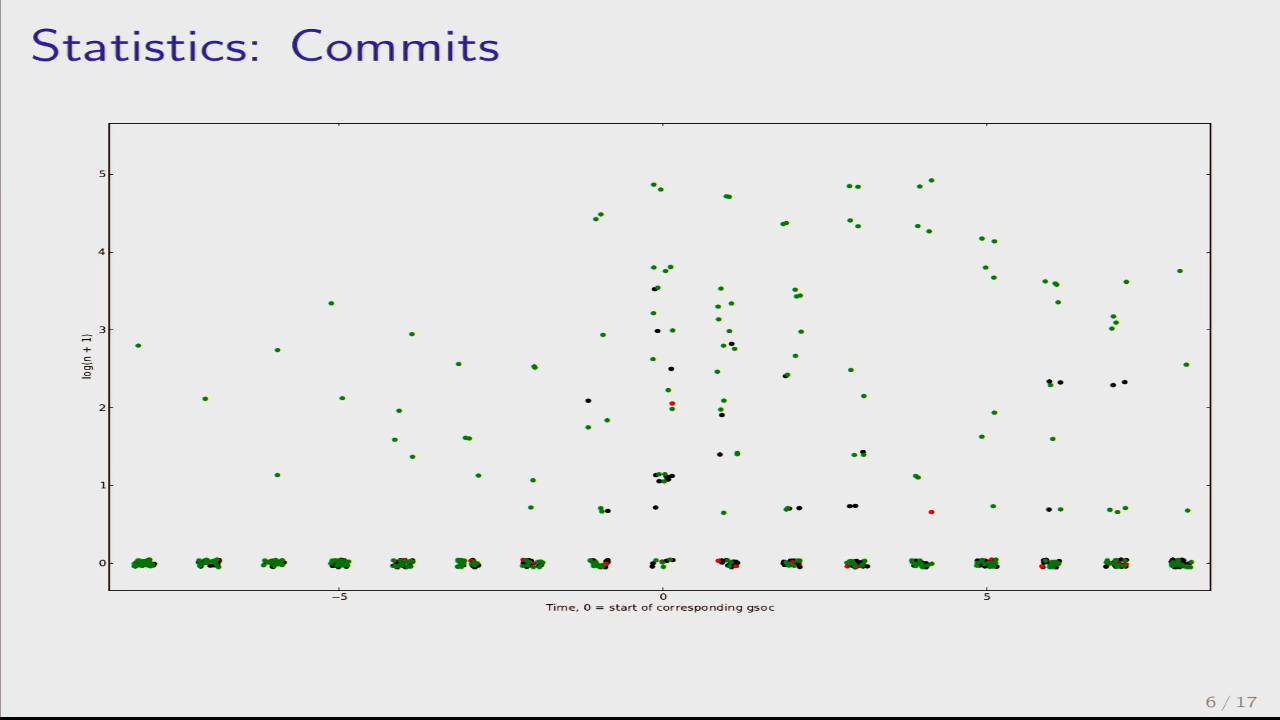 Statistics: Commits
5
4
3
2
1
0
log(n + 1)
−5
0
5
Time, 0 = start of corresponding gsoc
6 / 17